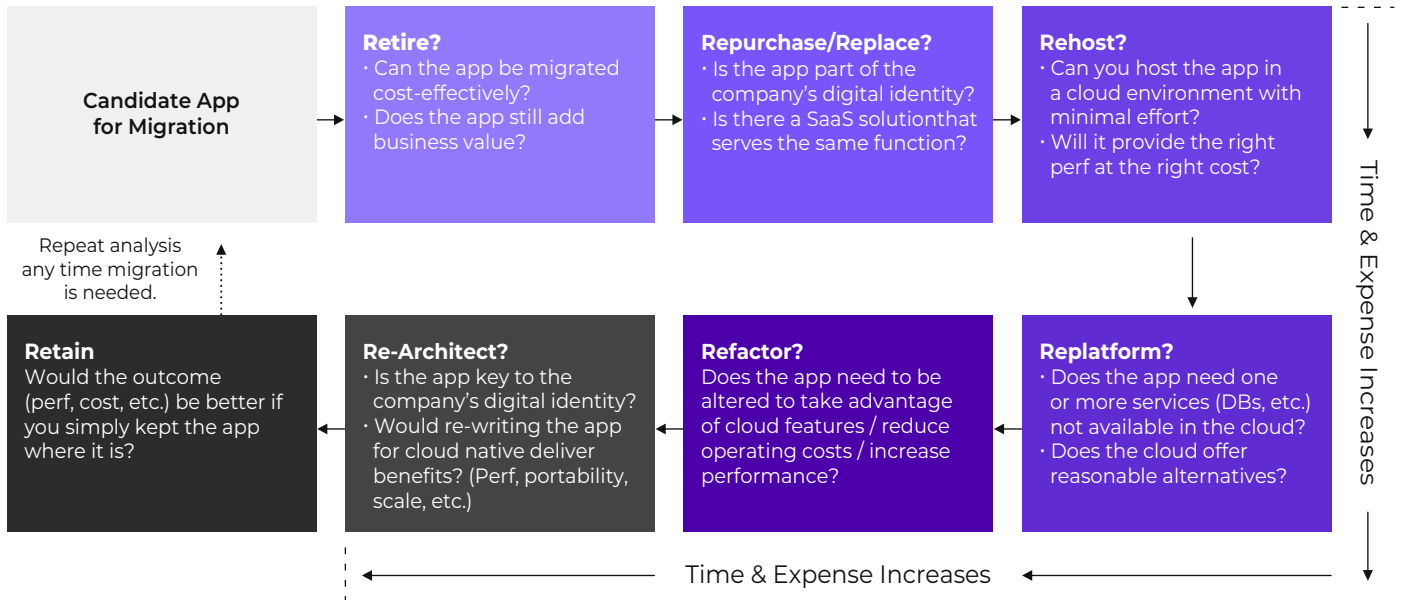 Candidate App
for Migration
Retire?
· Can the app be migrated
cost-effectively?
· Does the app still add
business value?
Repurchase/Replace?
· Is the app part of the
company’s digital identity?
· Is there a SaaS solutionthat
serves the same function?
Rehost?
· Can you host the app in
a cloud environment with
minimal effort?
· Will it provide the right
perf at the right cost?
Time & Expense Increases
Repeat analysis
any time migration
is needed.
Retain
Would the outcome
(perf, cost, etc.) be better if
you simply kept the app
where it is?
Re-Architect?
· Is the app key to the
company’s digital identity?
· Would re-writing the app
for cloud native deliver
benefits? (Perf, portability,
scale, etc.)
Refactor?
Does the app need to be
altered to take advantage
of cloud features / reduce
operating costs / increase
performance?
Replatform?
· Does the app need one
or more services (DBs, etc.)
not available in the cloud?
· Does the cloud offer
reasonable alternatives?
Time & Expense Increases